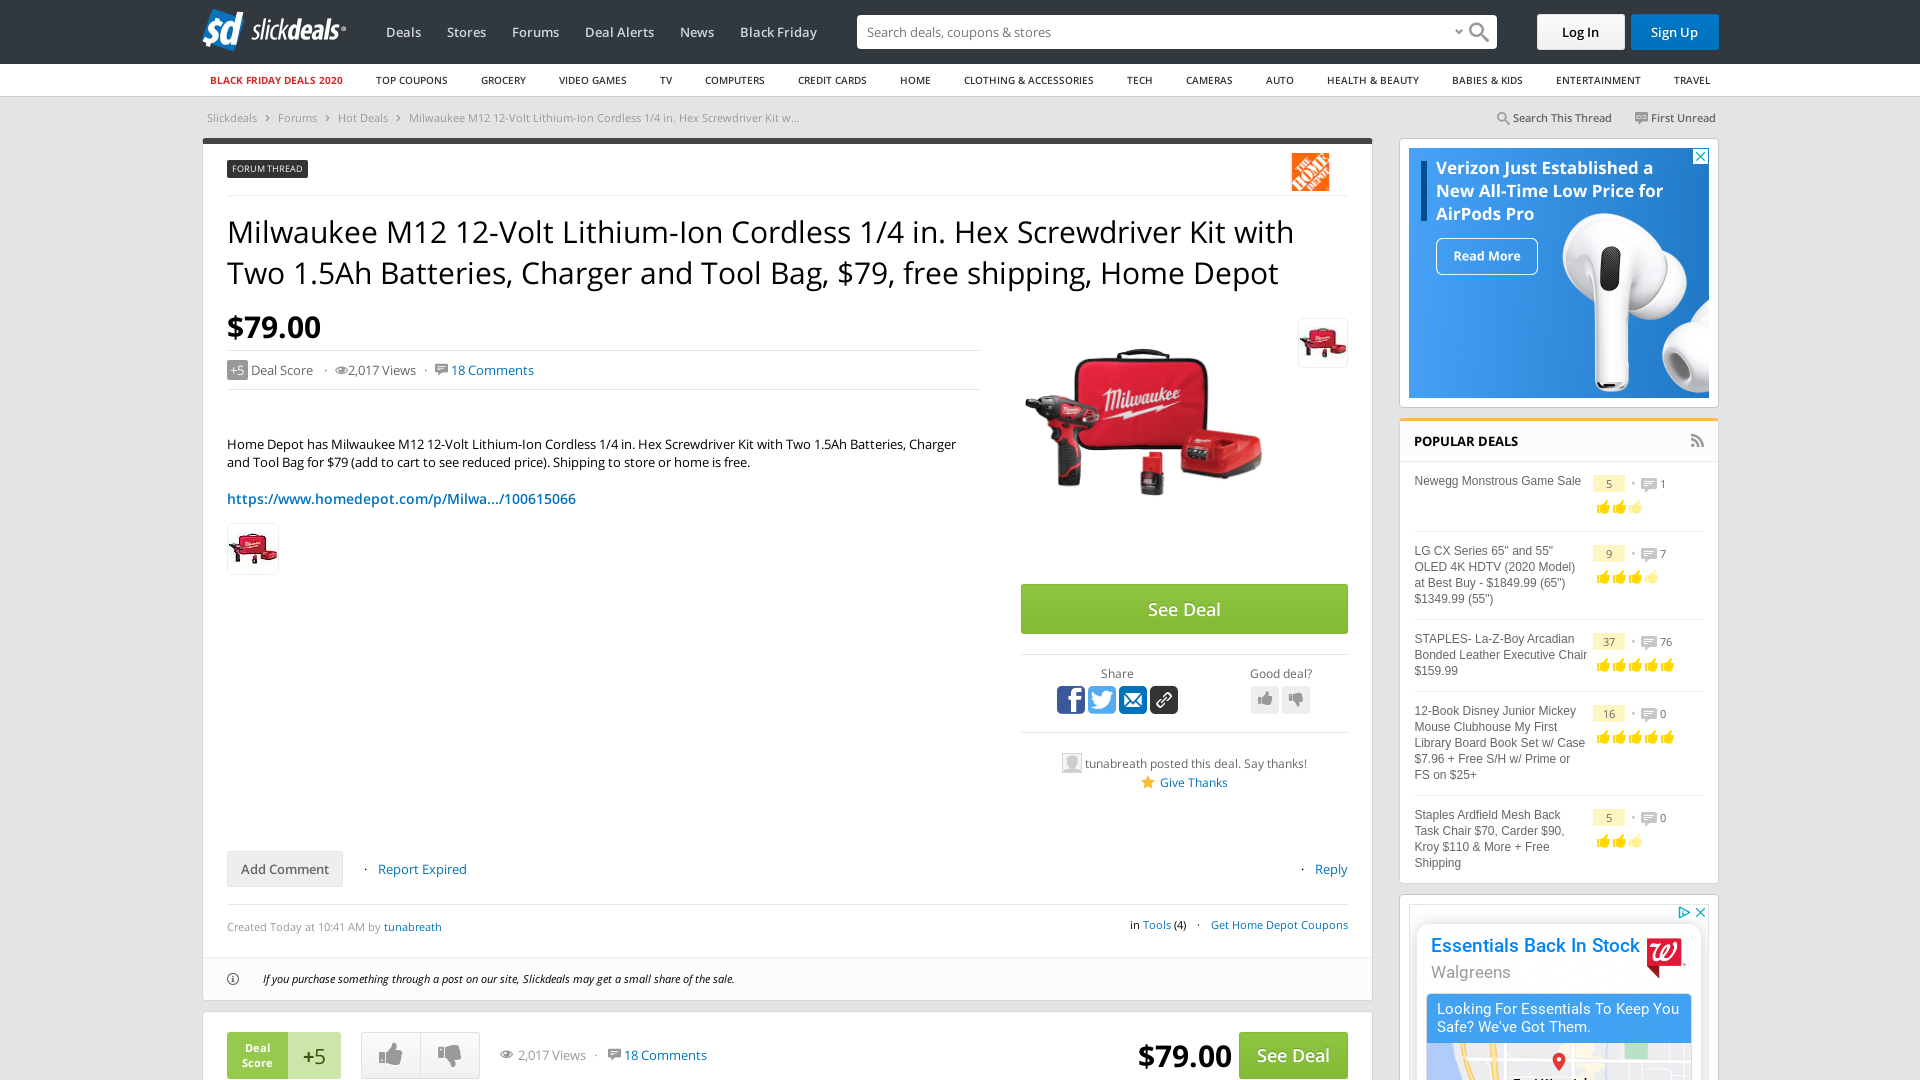 sd slickdeals
Deals
Stores
Forums
Deal Alerts
News
Black Friday
Search deals, coupons & stores
Log In
Sign Up
BLACK FRIDAY DEALS 2020
TOP COUPONS
GROCERY
VIDEO GAMES
TV
COMPUTERS
CREDIT CARDS
HOME
CLOTHING & ACCESSORIES
TECH
CAMERAS
AUTO
HEALTH & BEAUTY
BABIES & KIDS
ENTERTAINMENT
TRAVEL
Slickdeals › Forums › Hot Deals › Milwaukee M12 12-Volt Lithium-Ion Cordless 1/4 in. Hex Screwdriver Kit w...
Search This Thread
First Unread
FORUM THREAD
THE HOME DEPOT
Milwaukee M12 12-Volt Lithium-Ion Cordless 1/4 in. Hex Screwdriver Kit with
Two 1.5Ah Batteries, Charger and Tool Bag, $79, free shipping, Home Depot
$79.00
+5 Deal Score · 2,017 Views · 18 Comments
Home Depot has Milwaukee M12 12-Volt Lithium-Ion Cordless 1/4 in. Hex Screwdriver Kit with Two 1.5Ah Batteries, Charger
and Tool Bag for $79 (add to cart to see reduced price). Shipping to store or home is free.
https://www.homedepot.com/p/Milwa.../100615066
Milwaukee
See Deal
Share
Good deal?
tunabreath posted this deal. Say thanks!
Give Thanks
Add Comment
· Report Expired
· Reply
Created Today at 10:41 AM by tunabreath
in Tools (4) · Get Home Depot Coupons
If you purchase something through a post on our site, Slickdeals may get a small share of the sale.
Deal
Score
+5
2,017 Views · 18 Comments
$79.00
See Deal
Verizon Just Established a
New All-Time Low Price for
AirPods Pro
Read More
POPULAR DEALS
Newegg Monstrous Game Sale
5 · 1
LG CX Series 65" and 55"
OLED 4K HDTV (2020 Model)
at Best Buy - $1849.99 (65")
$1349.99 (55")
9 · 7
STAPLES- La-Z-Boy Arcadian
Bonded Leather Executive Chair
$159.99
37 · 76
12-Book Disney Junior Mickey
Mouse Clubhouse My First
Library Board Book Set w/ Case
$7.96 + Free S/H w/ Prime or
FS on $25+
16 · 0
Staples Ardfield Mesh Back
Task Chair $70, Carder $90,
Kroy $110 & More + Free
Shipping
5 · 0
Essentials Back In Stock
Walgreens
Looking For Essentials To Keep You
Safe? We've Got Them.